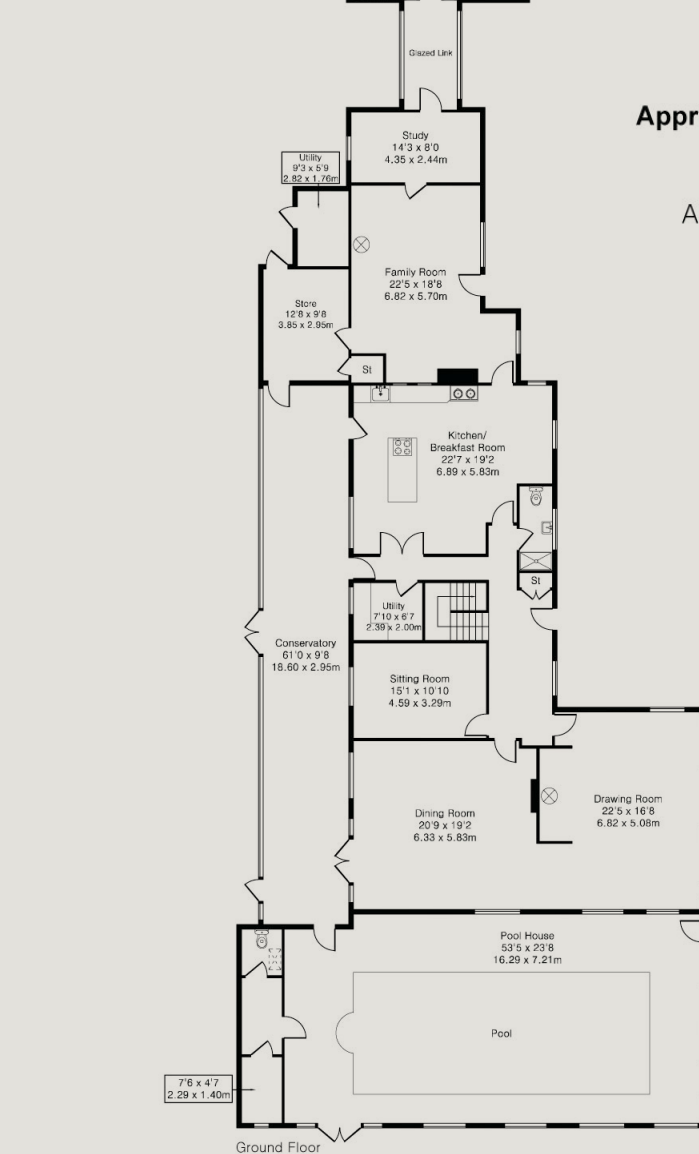 Glazed Link
Appr
Study
14'3 x 8'0
4.35 x 2.44m
Utility
9'3 x 5'9
2.82 x 1.76m
A
Family Room
22'5 x 18'8
6.82 x 5.70m
Store
12'8 x 9'8
3.85 x 2.95m
St
Kitchen/
Breakfast Room
22'7 x 19'2
6.89 x 5.83m
St
Utility
7'10 x 6'7
2.39 x 2.00m
Conservatory
61'0 x 9'8
18.60 x 2.95m
Sitting Room
15'1 x 10'10
4.59 x 3.29m
Dining Room
20'9 x 19'2
6.33 x 5.83m
Drawing Room
22'5 x 16'8
6.82 x 5.08m
Pool House
53'5 x 23'8
16.29 x 7.21m
Pool
7'6 x 4'7
2.29 x 1.40m
Ground Floor